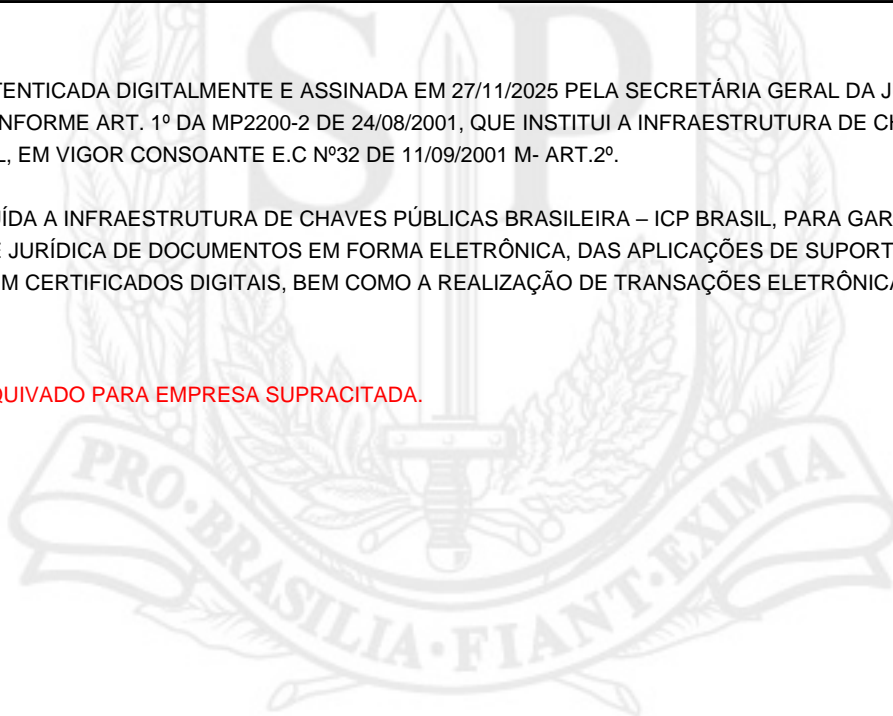 TENTICADA DIGITALMENTE E ASSINADA EM 27/11/2025 PELA SECRETÁRIA GERAL DA J
NFORME ART. 1º DA MP2200-2 DE 24/08/2001, QUE INSTITUI A INFRAESTRUTURA DE CH
L, EM VIGOR CONSOANTE E.C Nº32 DE 11/09/2001 M- ART.2º.
ÍDA A INFRAESTRUTURA DE CHAVES PÚBLICAS BRASILEIRA – ICP BRASIL, PARA GAR
E JURÍDICA DE DOCUMENTOS EM FORMA ELETRÔNICA, DAS APLICAÇÕES DE SUPORT
M CERTIFICADOS DIGITAIS, BEM COMO A REALIZAÇÃO DE TRANSAÇÕES ELETRÔNICA
QUIVADO PARA EMPRESA SUPRACITADA.
SP
PRO·BRASILIA·FIANT·EXIMIA